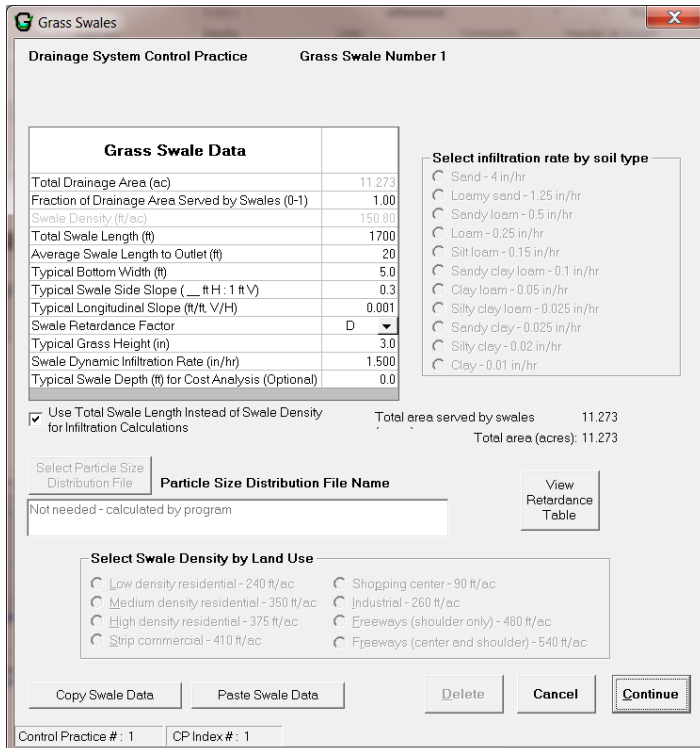 Grass Swales
X
Drainage System Control Practice Grass Swale Number 1
Grass Swale Data
Total Drainage Area (ac) 11.273
Fraction of Drainage Area Served by Swales (0-1) 1.00
Swale Density (ft/ac) 150.80
Total Swale Length (ft) 1700
Average Swale Length to Outlet (ft) 20
Typical Bottom Width (ft) 5.0
Typical Swale Side Slope ( __ ft H : 1 ft V) 0.3
Typical Longitudinal Slope (ft/ft, V/H) 0.001
Swale Retardance Factor D
Typical Grass Height (in) 3.0
Swale Dynamic Infiltration Rate (in/hr) 1.500
Typical Swale Depth (ft) for Cost Analysis (Optional) 0.0
Select infiltration rate by soil type
Sand - 4 in/hr
Loamy sand - 1.25 in/hr
Sandy loam - 0.5 in/hr
Loam - 0.25 in/hr
Silt loam - 0.15 in/hr
Sandy clay loam - 0.1 in/hr
Clay loam - 0.05 in/hr
Silty clay loam - 0.025 in/hr
Sandy clay - 0.025 in/hr
Silty clay - 0.02 in/hr
Clay - 0.01 in/hr
Use Total Swale Length Instead of Swale Density
for Infiltration Calculations
Total area served by swales 11.273
Total area (acres): 11.273
Select Particle Size
Distribution File
Particle Size Distribution File Name
Not needed - calculated by program
View
Retardance
Table
Select Swale Density by Land Use
Low density residential - 240 ft/ac
Medium density residential - 350 ft/ac
High density residential - 375 ft/ac
Strip commercial - 410 ft/ac
Shopping center - 90 ft/ac
Industrial - 260 ft/ac
Freeways (shoulder only) - 480 ft/ac
Freeways (center and shoulder) - 540 ft/ac
Copy Swale Data
Paste Swale Data
Delete
Cancel
Continue
Control Practice # : 1
CP Index # : 1